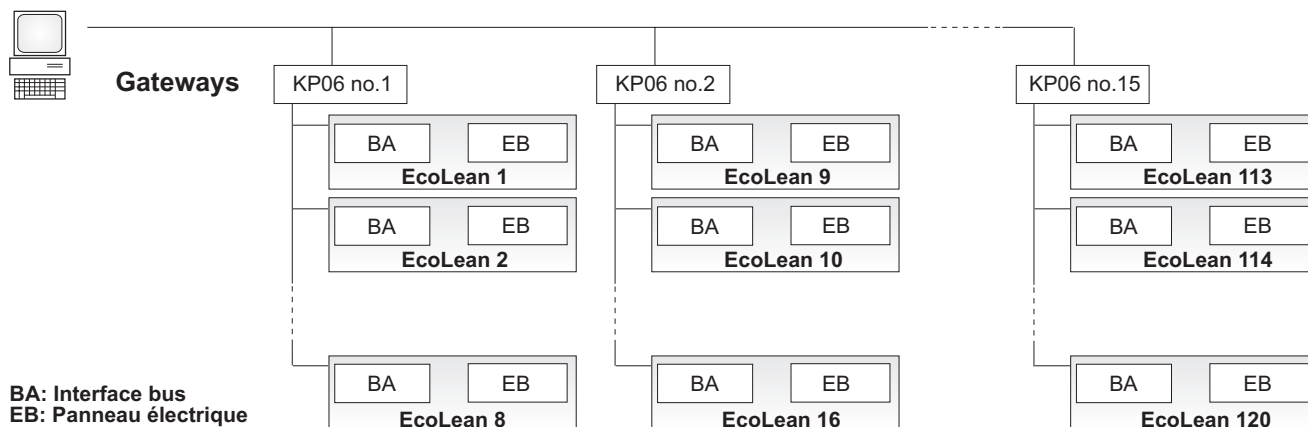 Gateways
KP06 no.1
KP06 no.2
KP06 no.15
BA EB
EcoLean 1
BA EB
EcoLean 9
BA EB
EcoLean 113
BA EB
EcoLean 2
BA EB
EcoLean 10
BA EB
EcoLean 114
BA EB
EcoLean 8
BA EB
EcoLean 16
BA EB
EcoLean 120
BA: Interface bus
EB: Panneau électrique